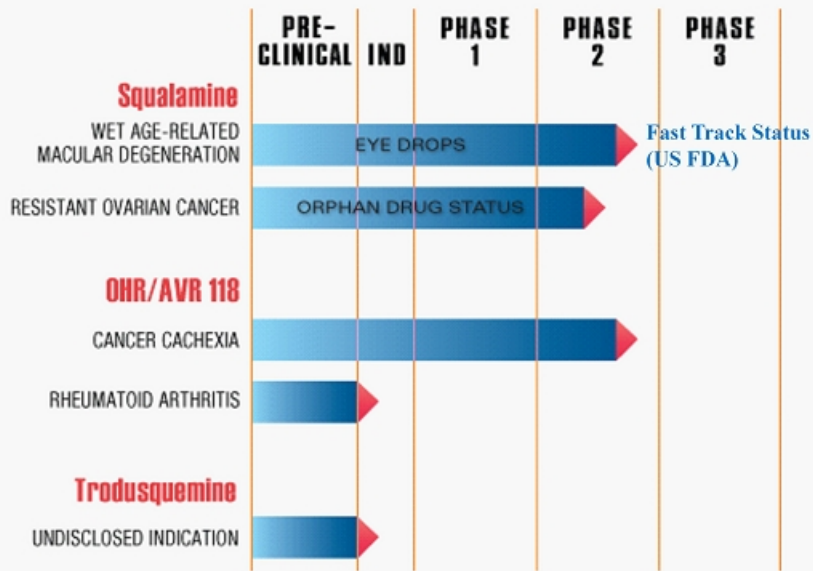 PRE-
CLINICAL
IND
PHASE
1
PHASE
2
PHASE
3
Squalamine
WET AGE-RELATED
MACULAR DEGENERATION
EYE DROPS
Fast Track Status
(US FDA)
RESISTANT OVARIAN CANCER
ORPHAN DRUG STATUS
OHR/AVR 118
CANCER CACHEXIA
RHEUMATOID ARTHRITIS
Trodusquemine
UNDISCLOSED INDICATION